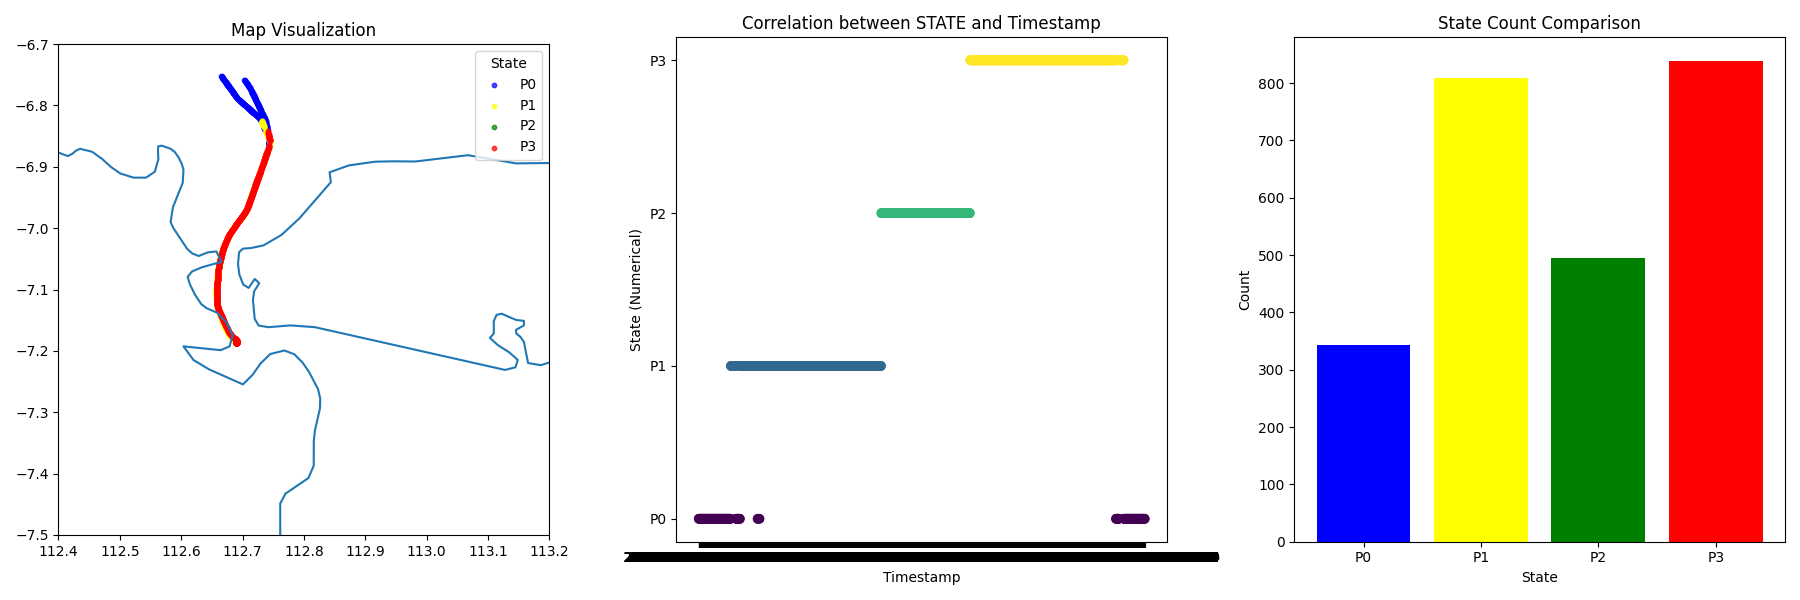 Map Visualization
−6.7
−6.8
−6.9
−7.0
−7.1
−7.2
−7.3
−7.4
−7.5
112.4 112.5 112.6 112.7 112.8 112.9 113.0 113.1 113.2
State
P0
P1
P2
P3
Correlation between STATE and Timestamp
State (Numerical)
P3
P2
P1
P0
Timestamp
State Count Comparison
Count
800
700
600
500
400
300
200
100
0
P0 P1 P2 P3
State